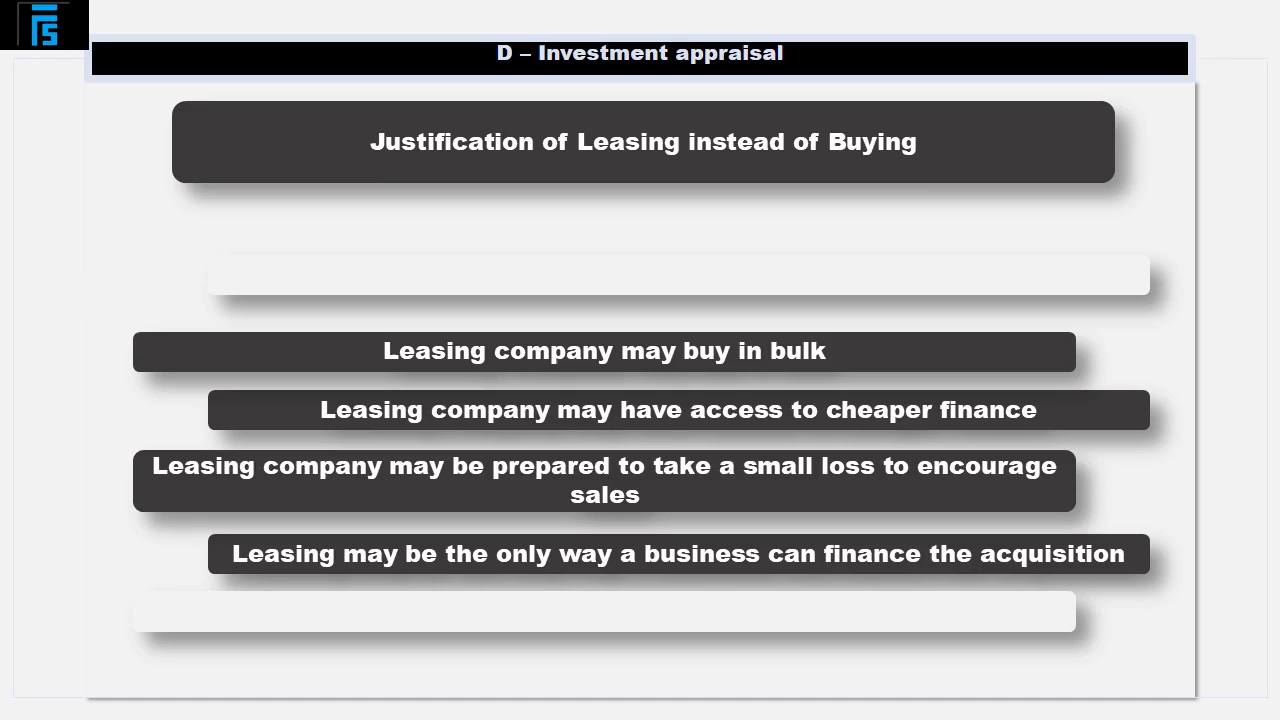 D – Investment appraisal
Justification of Leasing instead of Buying
Leasing company may buy in bulk
Leasing company may have access to cheaper finance
Leasing company may be prepared to take a small loss to encourage
sales
Leasing may be the only way a business can finance the acquisition